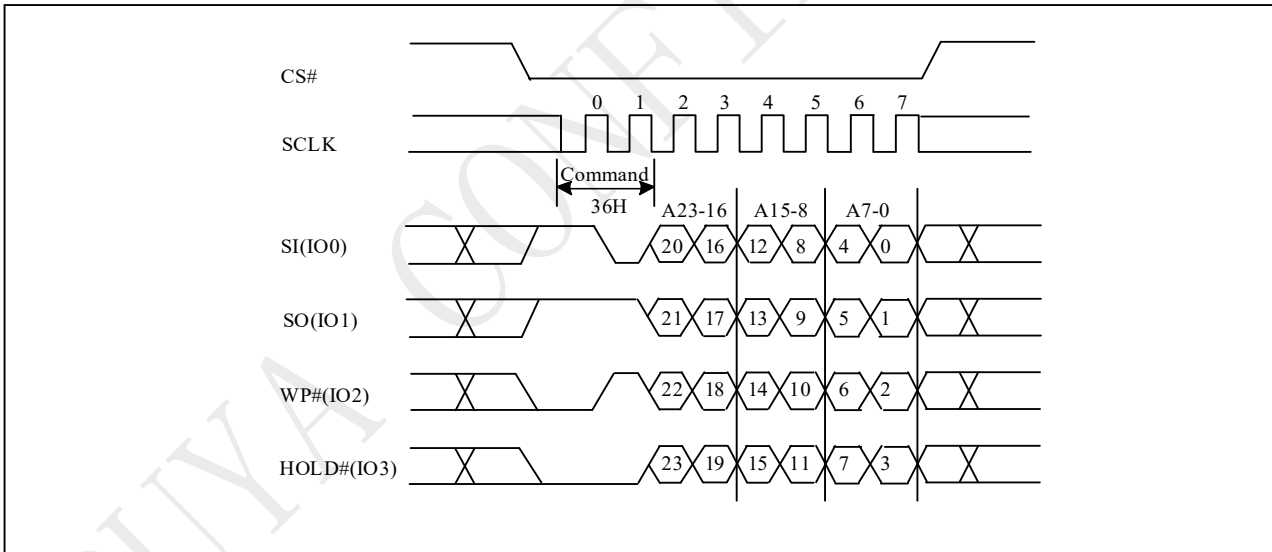 CS#
0 1 2 3 4 5 6 7
SCLK
Command
36H
A23-16 A15-8 A7-0
SI(IO0) 20 16 12 8 4 0
SO(IO1) 21 17 13 9 5 1
WP#(IO2) 22 18 14 10 6 2
HOLD#(IO3) 23 19 15 11 7 3